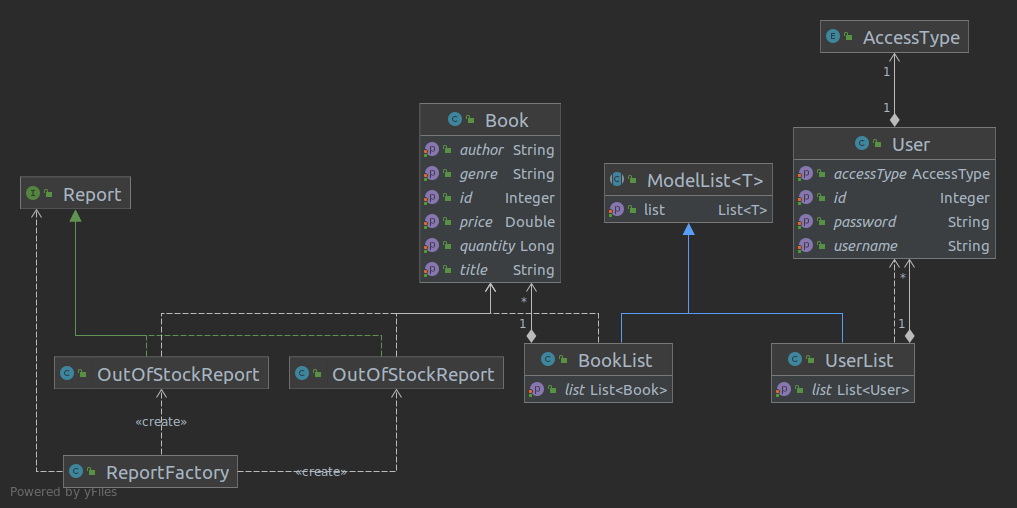 E AccessType
1
1
C User
p accessType AccessType
p id Integer
p password String
p username String
*
1
C Book
p author String
p genre String
p id Integer
p price Double
p quantity Long
p title String
*
1
C ModelList<T>
p list List<T>
I Report
C OutOfStockReport
C OutOfStockReport
C BookList
p list List<Book>
C UserList
p list List<User>
«create»
«create»
C ReportFactory
Powered by yFiles